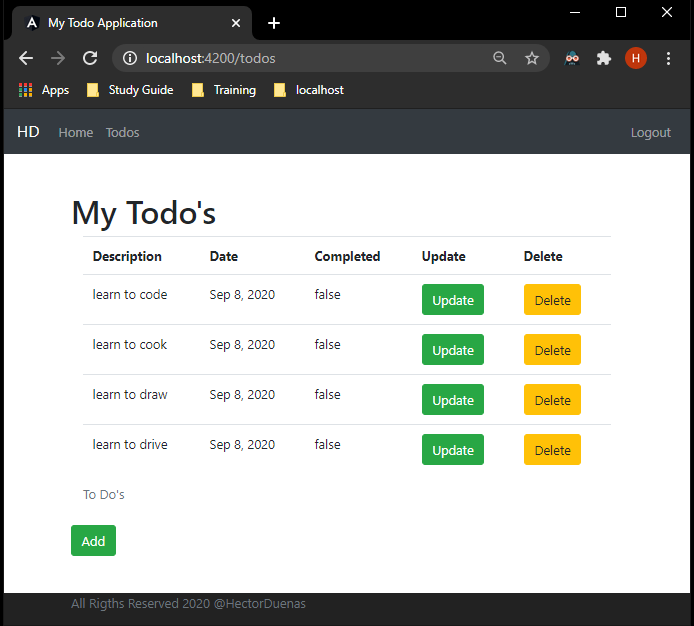 My Todo Application
localhost:4200/todos
H
Apps Study Guide Training localhost
HD Home Todos Logout
My Todo's
Description Date Completed Update Delete
learn to code Sep 8, 2020 false Update Delete
learn to cook Sep 8, 2020 false Update Delete
learn to draw Sep 8, 2020 false Update Delete
learn to drive Sep 8, 2020 false Update Delete
To Do's
Add
All Rigths Reserved 2020 @HectorDuenas